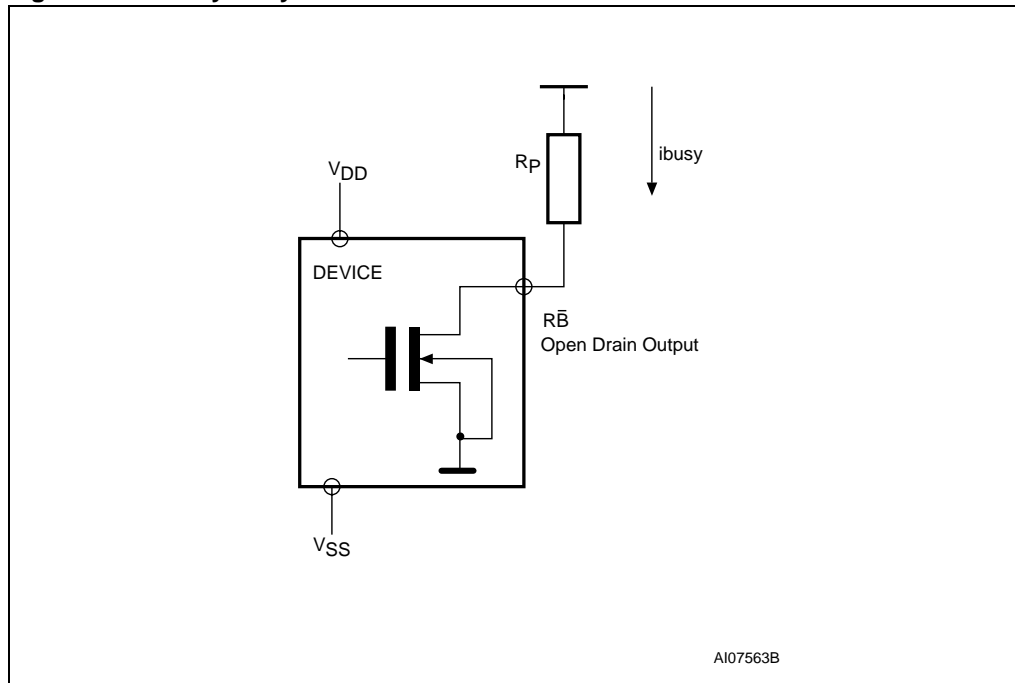 ibusy
RP
VDD
DEVICE
RB̄
Open Drain Output
VSS
AI07563B